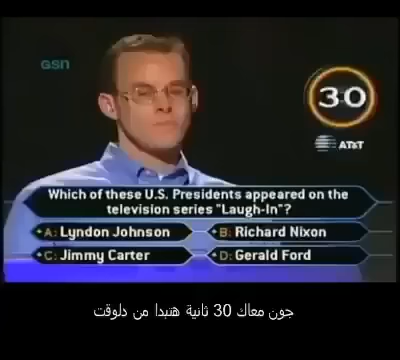 GSN
30
AT&T
Which of these U.S. Presidents appeared on the
television series "Laugh-In"?
A: Lyndon Johnson
B: Richard Nixon
C: Jimmy Carter
D: Gerald Ford
جون معاك 30 ثانية هتبدا من دلوقت